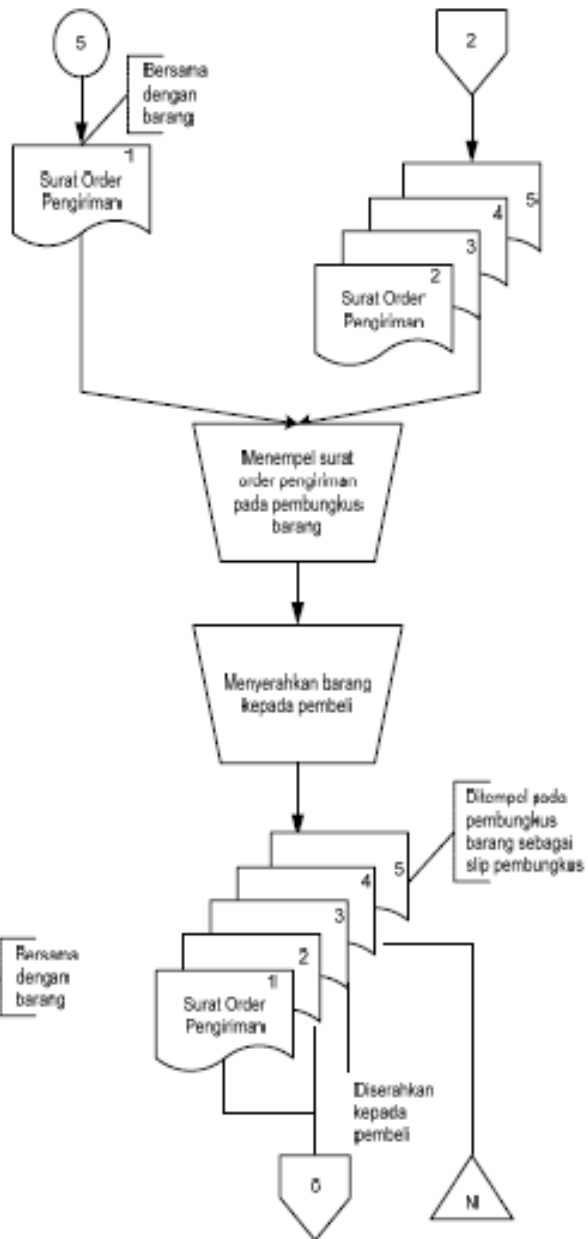 5
2
Bersama
dengan
barang
1
Surat Order
Pengiriman
5
4
3
2
Surat Order
Pengiriman
Menempel surat
order pengiriman
pada pembungkus
barang
Menyerahkan barang
kepada pembeli
Ditempel pada
pembungkus
barang sebagai
slip pembungkus
5
4
3
2
1
Surat Order
Pengiriman
Bersama
dengan
barang
Diserahkan
kepada
pembeli